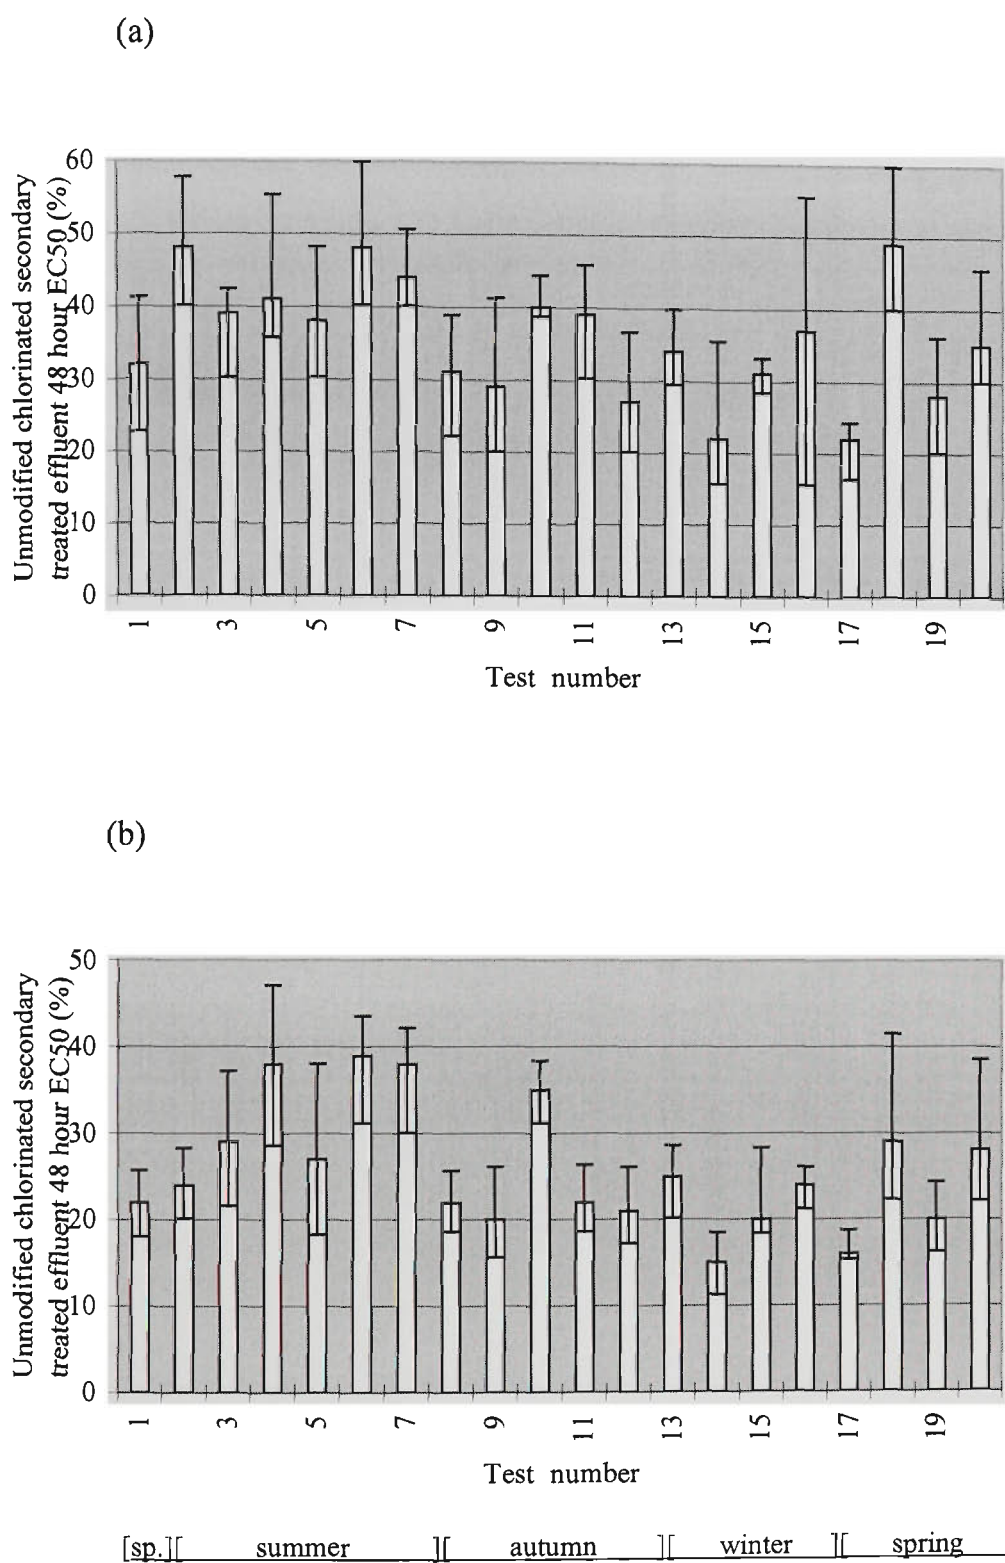 (a)
Unmodified chlorinated secondary
treated effluent 48 hour EC50 (%)
60
50
40
30
20
10
0
1 3 5 7 9 11 13 15 17 19
Test number
(b)
Unmodified chlorinated secondary
treated effluent 48 hour EC50 (%)
50
40
30
20
10
0
1 3 5 7 9 11 13 15 17 19
Test number
[sp.][ summer ][ autumn ][ winter ][ spring